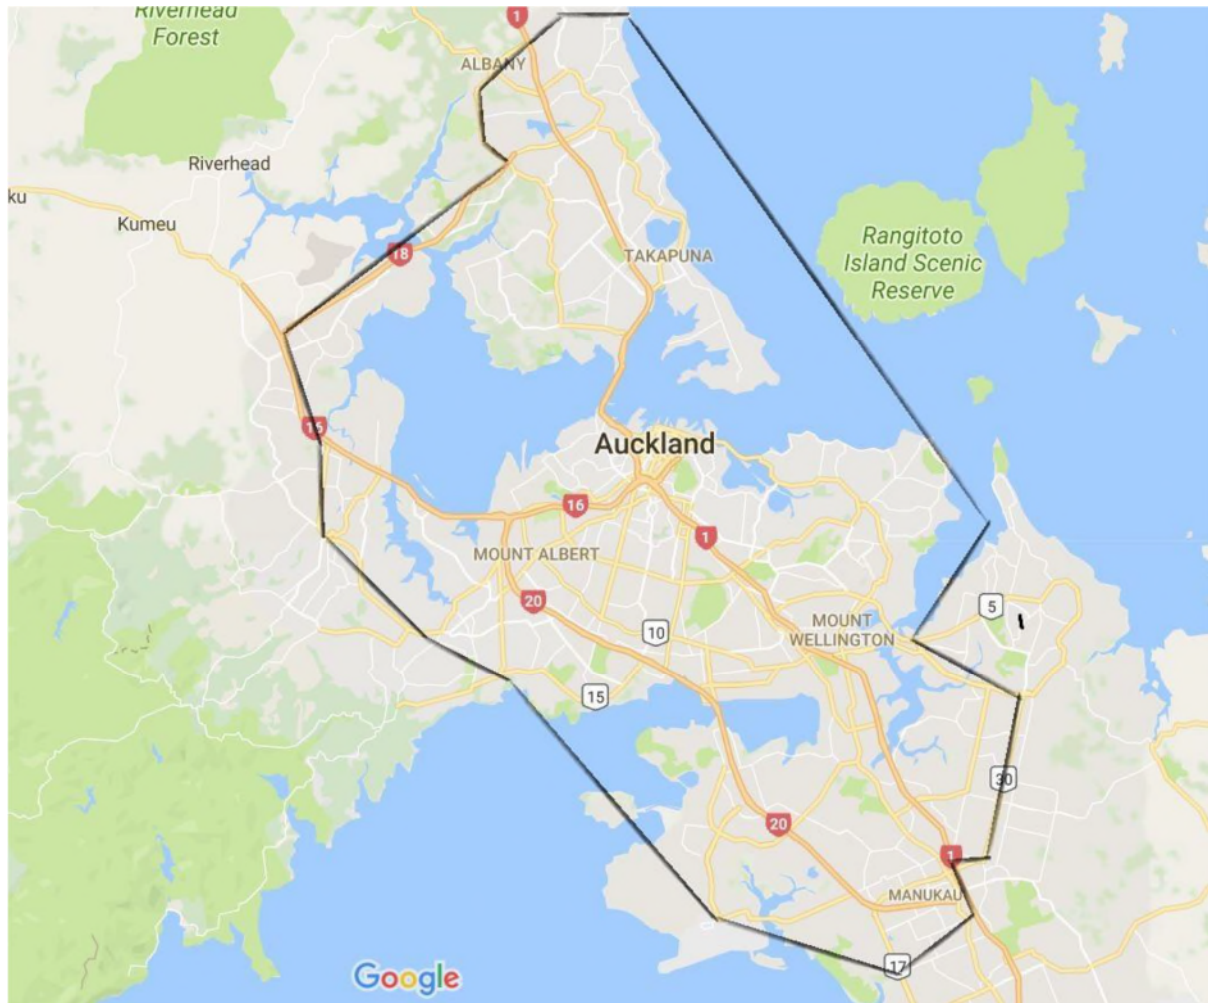 Riverhead
Forest
1
ALBANY
Riverhead
ku
Kumeu
18
TAKAPUNA
Rangitoto
Island Scenic
Reserve
16
Auckland
16
1
MOUNT ALBERT
20
10
5
MOUNT
WELLINGTON
15
30
20
1
MANUKAU
17
Google